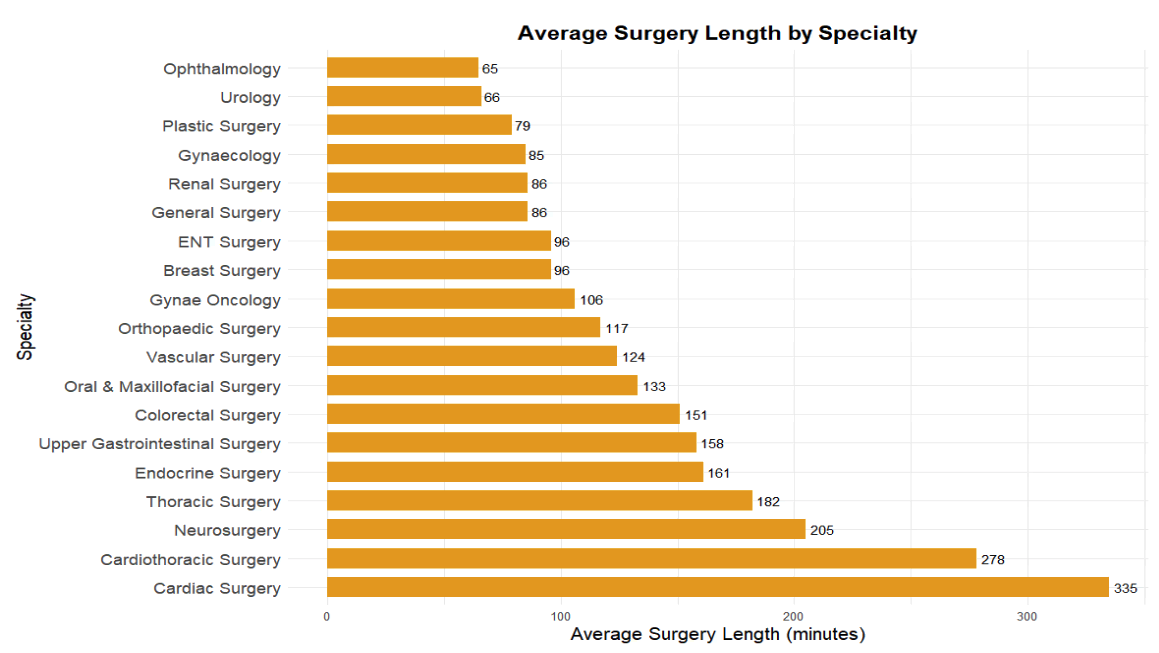 Average Surgery Length by Specialty
Specialty
Ophthalmology 65
Urology 66
Plastic Surgery 79
Gynaecology 85
Renal Surgery 86
General Surgery 86
ENT Surgery 96
Breast Surgery 96
Gynae Oncology 106
Orthopaedic Surgery 117
Vascular Surgery 124
Oral & Maxillofacial Surgery 133
Colorectal Surgery 151
Upper Gastrointestinal Surgery 158
Endocrine Surgery 161
Thoracic Surgery 182
Neurosurgery 205
Cardiothoracic Surgery 278
Cardiac Surgery 335
0 100 200 300
Average Surgery Length (minutes)